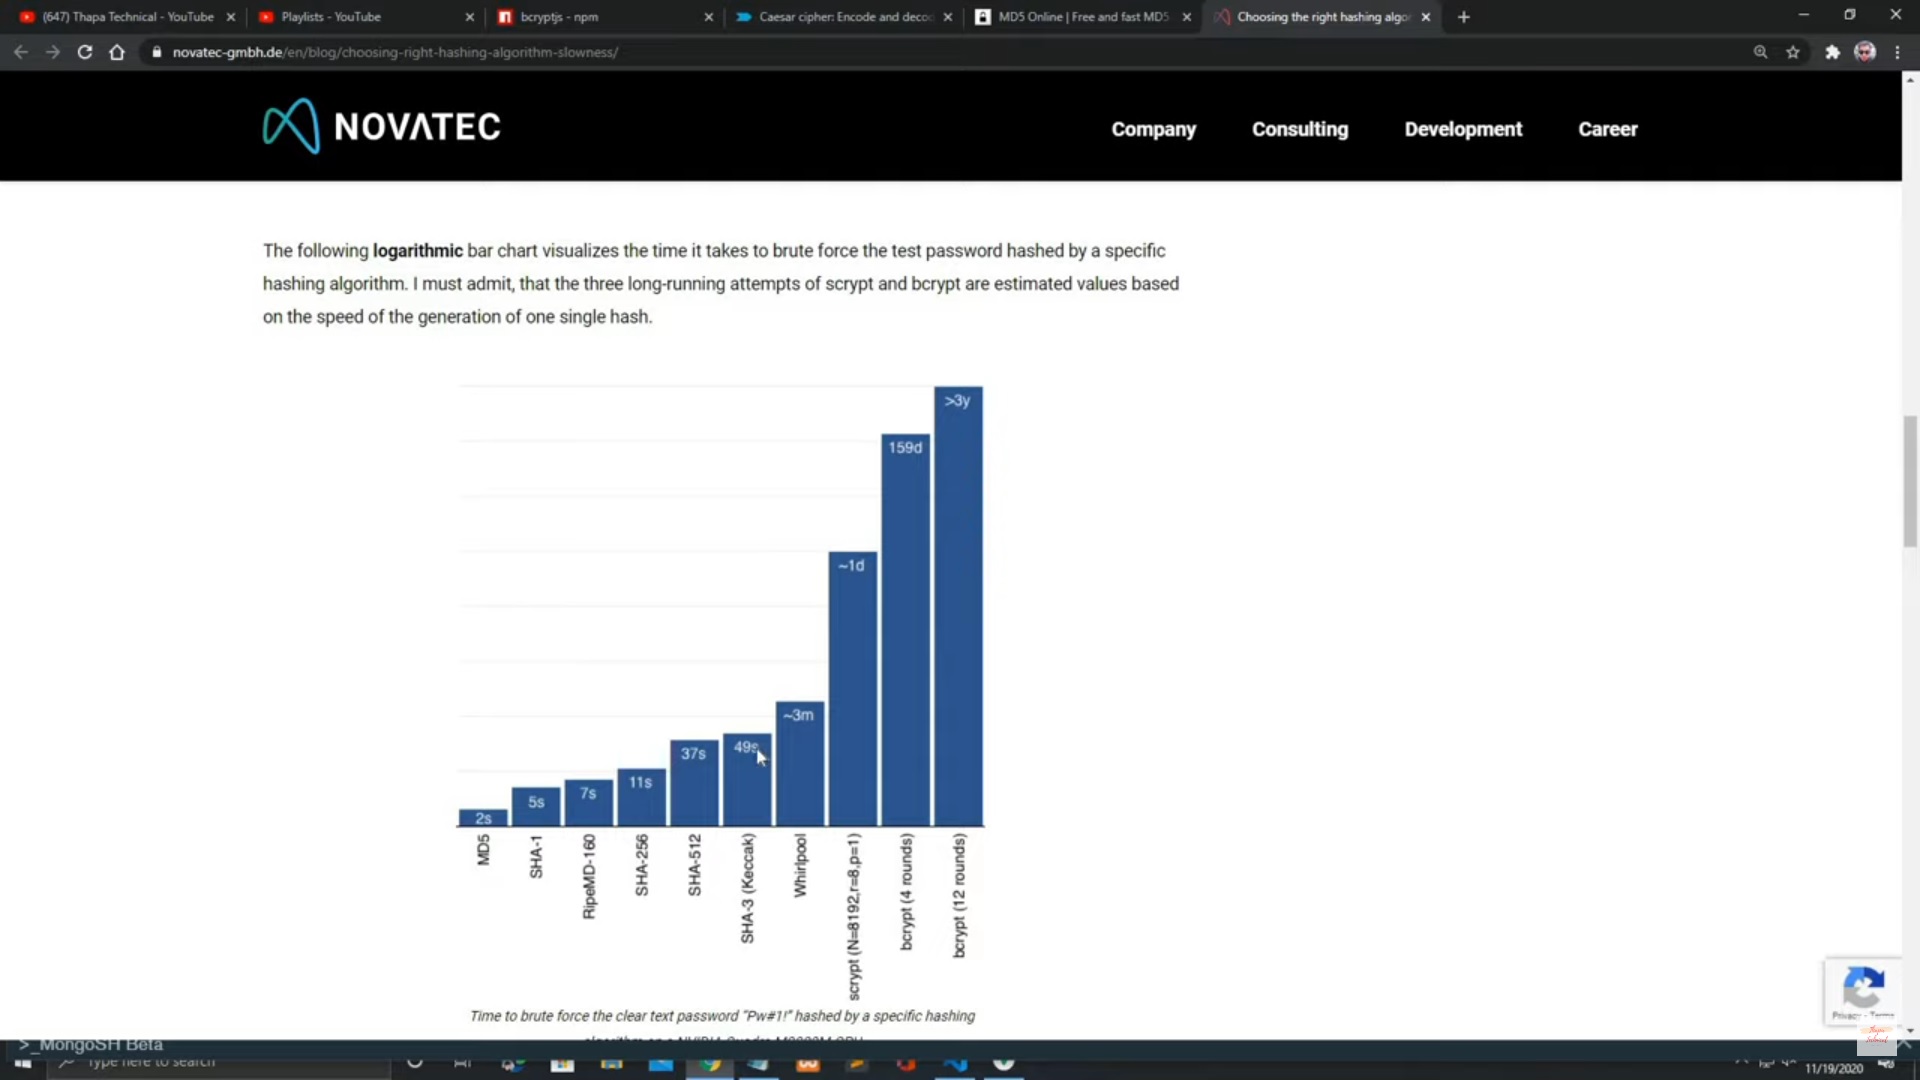 (647) Thapa Technical - YouTube
Playlists - YouTube
bcryptjs - npm
Caesar cipher: Encode and deco
MD5 Online | Free and fast MD5
Choosing the right hashing algo
novatec-gmbh.de/en/blog/choosing-right-hashing-algorithm-slowness/
NOVATEC
Company
Consulting
Development
Career
The following logarithmic bar chart visualizes the time it takes to brute force the test password hashed by a specific
hashing algorithm. I must admit, that the three long-running attempts of scrypt and bcrypt are estimated values based
on the speed of the generation of one single hash.
>3y
159d
~1d
~3m
49s
37s
11s
7s
5s
2s
MD5
SHA-1
RipeMD-160
SHA-256
SHA-512
SHA-3 (Keccak)
Whirlpool
scrypt (N=8192,r=8,p=1)
bcrypt (4 rounds)
bcrypt (12 rounds)
Time to brute force the clear text password "Pw#1!" hashed by a specific hashing
Privacy - Terms
>_MongoSH Beta
Type here to search
11/19/2020